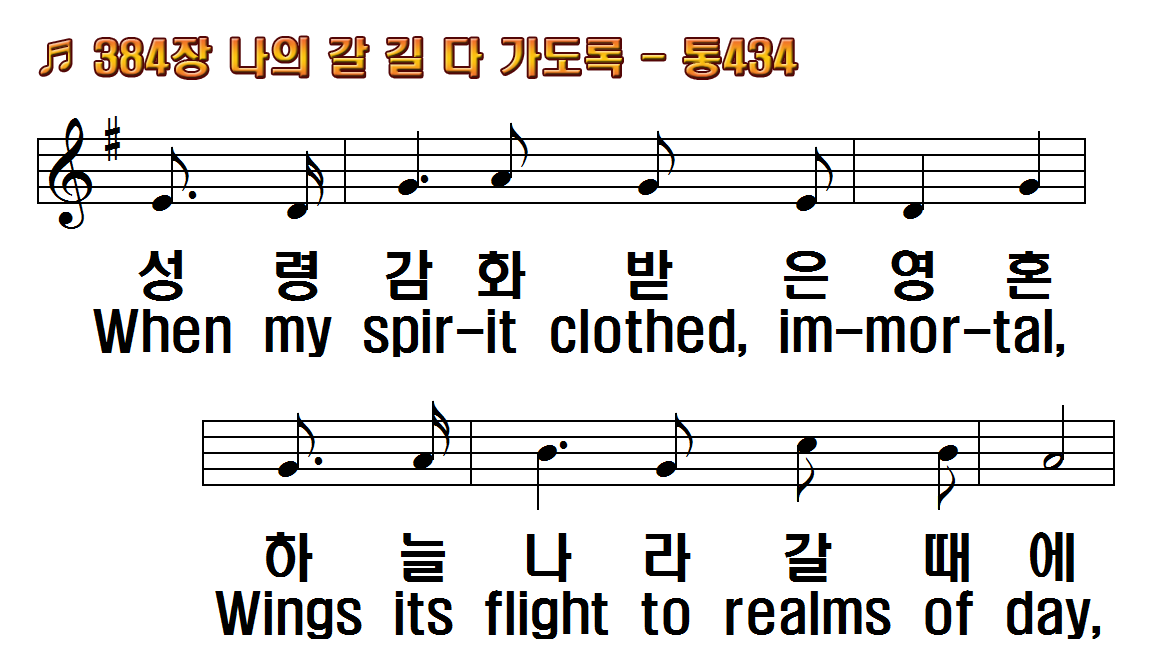 ♬ 384장 나의 갈 길 다 가도록 - 통434
성 령 감 화 받 은 영 혼
When my spir-it clothed, im-mor-tal,
하 늘 나 라 갈 때 에
Wings its flight to realms of day,